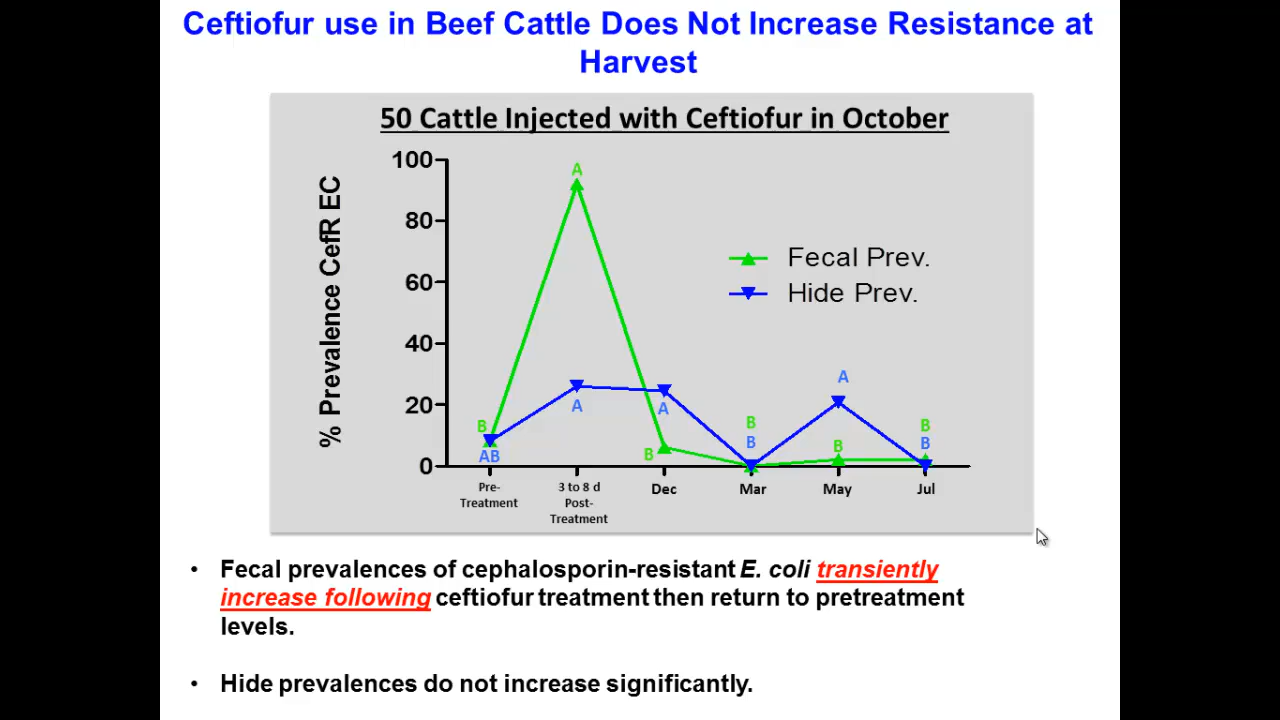 Ceftiofur use in Beef Cattle Does Not Increase Resistance at
Harvest
50 Cattle Injected with Ceftiofur in October
% Prevalence CefR EC
100
80
60
40
20
0
A
Fecal Prev.
Hide Prev.
B
AB
A
A
B
B
B
A
B
B
B
Pre-
Treatment
3 to 8 d
Post-
Treatment
Dec
Mar
May
Jul
• Fecal prevalences of cephalosporin-resistant E. coli transiently
increase following ceftiofur treatment then return to pretreatment
levels.
• Hide prevalences do not increase significantly.